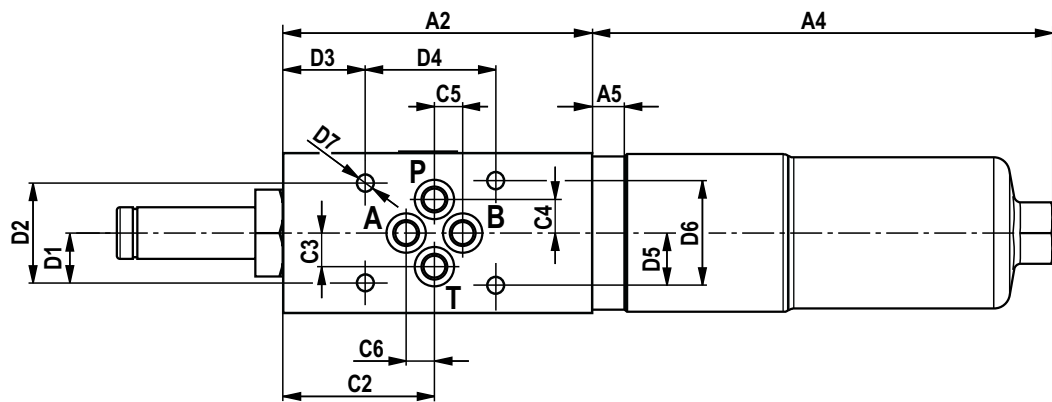 A2 A4
D3 D4
C5 A5
D7
P
A B
D2 D1 C3 C4 D5 D6
T
C6
C2